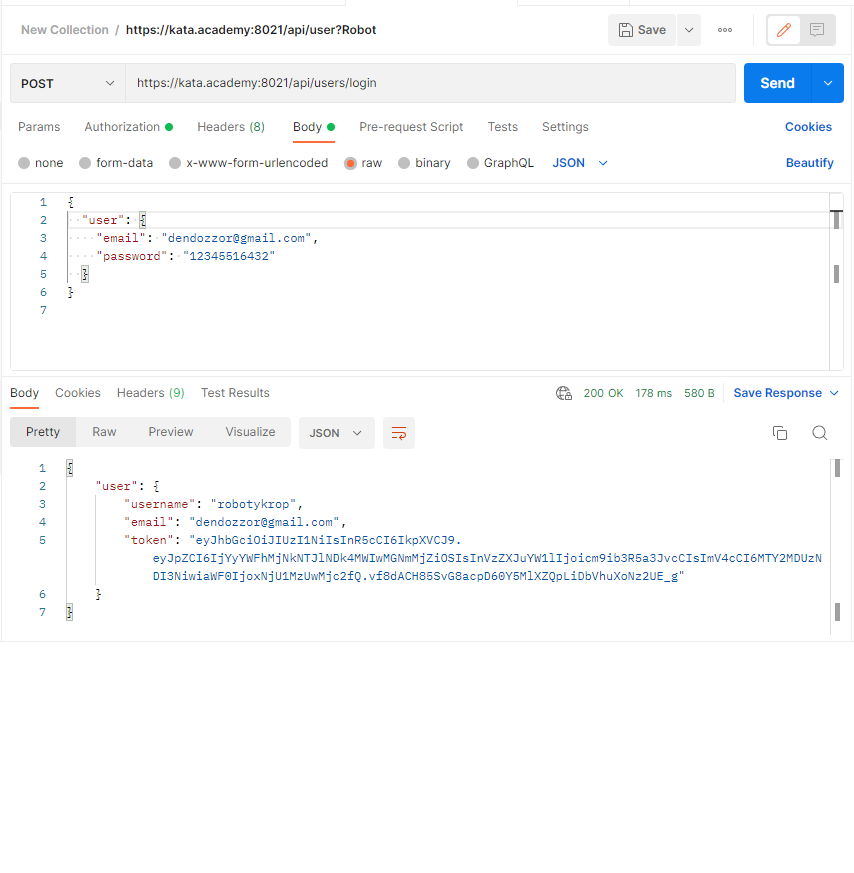 New Collection / https://kata.academy:8021/api/user?Robot
Save
POST
https://kata.academy:8021/api/users/login
Send
Params Authorization Headers (8) Body Pre-request Script Tests Settings Cookies
none form-data x-www-form-urlencoded raw binary GraphQL JSON Beautify
1 {
2 "user": {
3 "email": "dendozzor@gmail.com",
4 "password": "12345516432"
5 }
6 }
7
Body Cookies Headers (9) Test Results 200 OK 178 ms 580 B Save Response
Pretty Raw Preview Visualize JSON
1 {
2 "user": {
3 "username": "robotykrop",
4 "email": "dendozzor@gmail.com",
5 "token": "eyJhbGciOiJIUzI1NiIsInR5cCI6IkpXVCJ9.
eyJpZCI6IjYyYWFhMjNkNTJlNDk4MWIwMGNmMjZiOSIsInVzZXJuYW1lIjoicm9ib3R5a3JvcCIsImV4cCI6MTY2MDUzN
DI3NiwiaWF0IjoxNjU1MzUwMjc2fQ.vf8dACH85SvG8acpD60Y5MlXZQpLiDbVhuXoNz2UE_g"
6 }
7 }